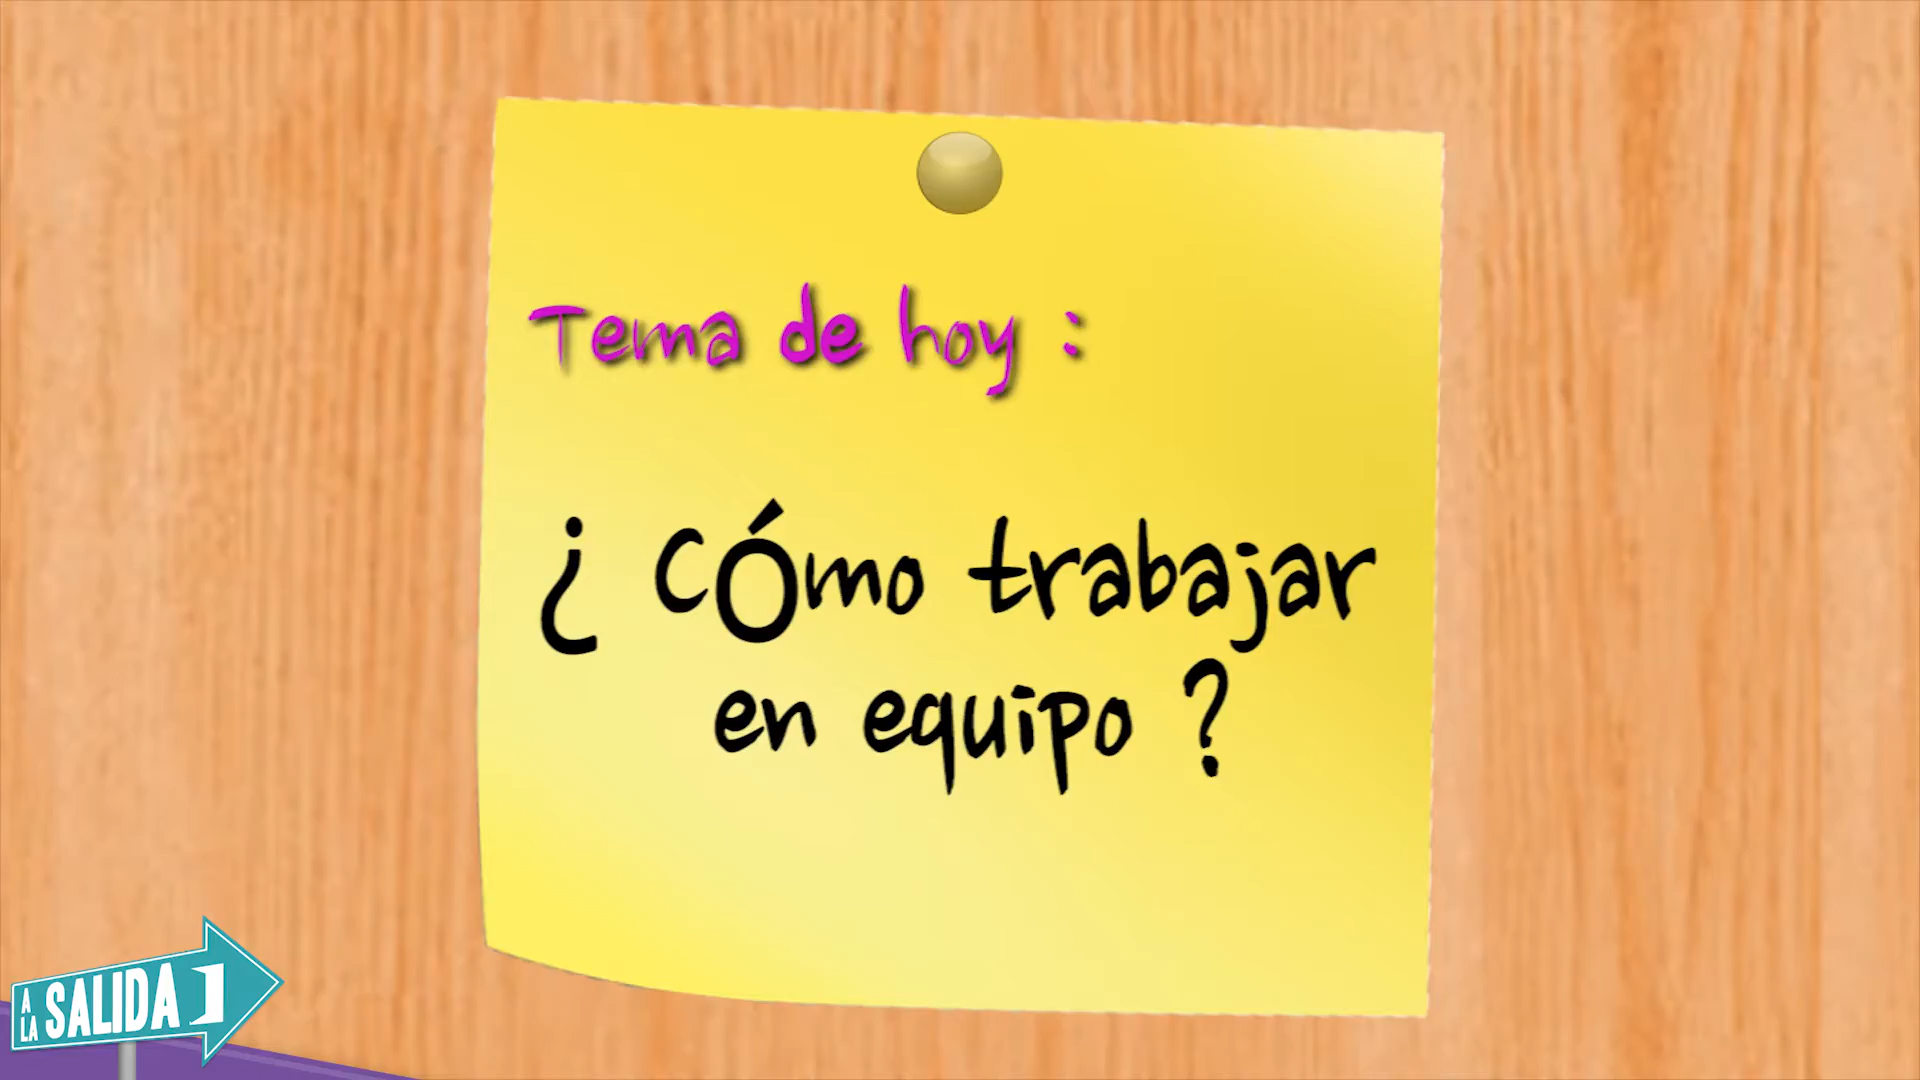 Tema de hoy :
¿ CÓmo trabajar
en equipo ?
A LA SALIDA